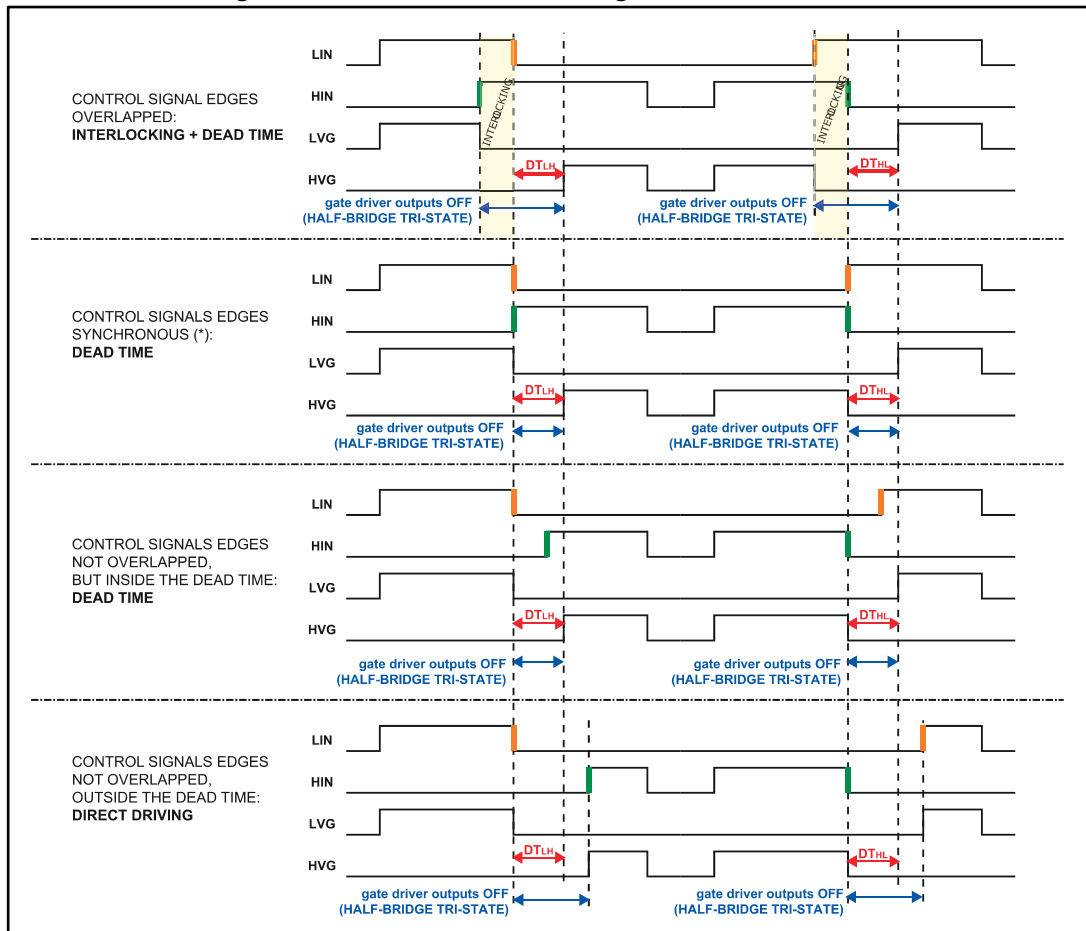 LIN
CONTROL SIGNAL EDGES
OVERLAPPED:
INTERLOCKING + DEAD TIME
HIN
INTERLOCKING
INTERLOCKING
LVG
HVG
DTLH
DTHL
gate driver outputs OFF
(HALF-BRIDGE TRI-STATE)
gate driver outputs OFF
(HALF-BRIDGE TRI-STATE)
LIN
CONTROL SIGNALS EDGES
SYNCHRONOUS (*):
DEAD TIME
HIN
LVG
HVG
DTLH
DTHL
gate driver outputs OFF
(HALF-BRIDGE TRI-STATE)
gate driver outputs OFF
(HALF-BRIDGE TRI-STATE)
LIN
CONTROL SIGNALS EDGES
NOT OVERLAPPED,
BUT INSIDE THE DEAD TIME:
DEAD TIME
HIN
LVG
HVG
DTLH
DTHL
gate driver outputs OFF
(HALF-BRIDGE TRI-STATE)
gate driver outputs OFF
(HALF-BRIDGE TRI-STATE)
LIN
CONTROL SIGNALS EDGES
NOT OVERLAPPED,
OUTSIDE THE DEAD TIME:
DIRECT DRIVING
HIN
LVG
HVG
DTLH
DTHL
gate driver outputs OFF
(HALF-BRIDGE TRI-STATE)
gate driver outputs OFF
(HALF-BRIDGE TRI-STATE)